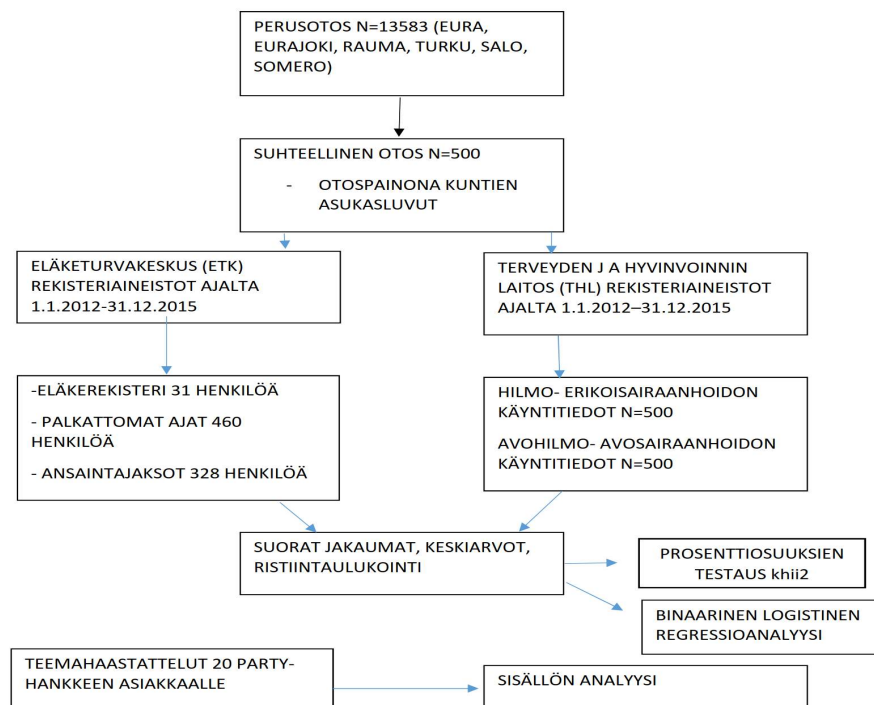 PERUSOTOS N=13583 (EURA,
EURAJOKI, RAUMA, TURKU, SALO,
SOMERO)
SUHTEELLINEN OTOS N=500
- OTOSPAINONA KUNTIEN
ASUKASLUVUT
ELÄKETURVAKESKUS (ETK)
REKISTERIAINEISTOT AJALTA
1.1.2012-31.12.2015
TERVEYDEN J A HYVINVOINNIN
LAITOS (THL) REKISTERIAINEISTOT
AJALTA 1.1.2012–31.12.2015
-ELÄKEREKISTERI 31 HENKILÖÄ
- PALKATTOMAT AJAT 460
HENKILÖÄ
- ANSAINTAJAKSOT 328 HENKILÖÄ
HILMO- ERIKOISAIRAANHOIDON
KÄYNTITIEDOT N=500
AVOHILMO- AVOSAIRAANHOIDON
KÄYNTITIEDOT N=500
SUORAT JAKAUMAT, KESKIARVOT,
RISTIINTAULUKOINTI
PROSENTTIOSUUKSIEN
TESTAUS khii2
BINAARINEN LOGISTINEN
REGRESSIOANALYYSI
TEEMAHAASTATTELUT 20 PARTY-
HANKKEEN ASIAKKAALLE
SISÄLLÖN ANALYYSI